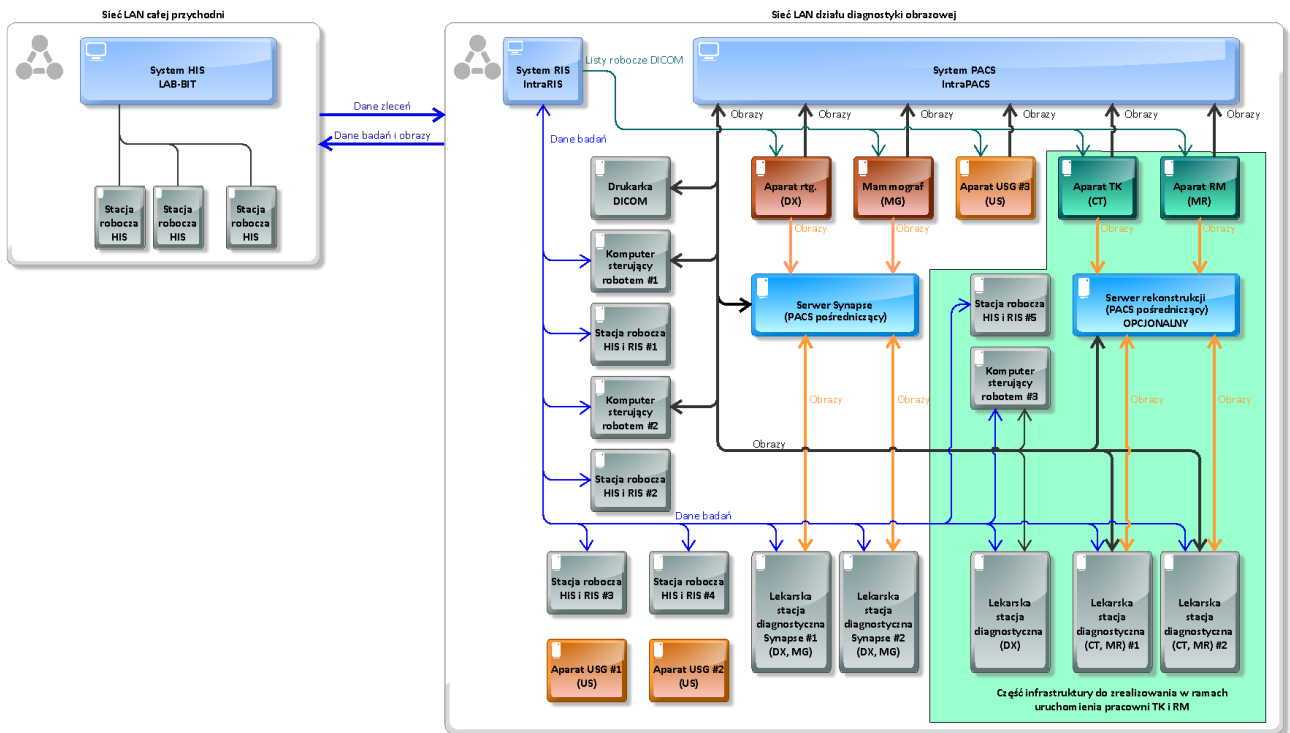 Sieć LAN całej przychodni
System HIS
LAB-BIT
Stacja
robocza
HIS
Stacja
robocza
HIS
Stacja
robocza
HIS
Dane zleceń
Dane badań i obrazy
Sieć LAN działu diagnostyki obrazowej
System RIS
IntraRIS
Listy robocze DICOM
System PACS
IntraPACS
Dane badań
Obrazy
Obrazy
Obrazy
Obrazy
Obrazy
Obrazy
Drukarka
DICOM
Aparat rtg.
(DX)
Mammograf
(MG)
Aparat USG #3
(US)
Aparat TK
(CT)
Aparat RM
(MR)
Obrazy
Obrazy
Obrazy
Obrazy
Komputer
sterujący
robotem #1
Serwer Synapse
(PACS pośredniczący)
Stacja robocza
HIS i RIS #5
Serwer rekonstrukcji
(PACS pośredniczący)
OPCJONALNY
Stacja robocza
HIS i RIS #1
Komputer
sterujący
robotem #3
Komputer
sterujący
robotem #2
Obrazy
Obrazy
Obrazy
Obrazy
Obrazy
Stacja robocza
HIS i RIS #2
Dane badań
Stacja robocza
HIS i RIS #3
Stacja robocza
HIS i RIS #4
Lekarska
stacja
diagnostyczna
Synapse #1
(DX, MG)
Lekarska
stacja
diagnostyczna
Synapse #2
(DX, MG)
Lekarska
stacja
diagnostyczna
(DX)
Lekarska
stacja
diagnostyczna
(CT, MR) #1
Lekarska
stacja
diagnostyczna
(CT, MR) #2
Aparat USG #1
(US)
Aparat USG #2
(US)
Część infrastruktury do zrealizowania w ramach
uruchomienia pracowni TK i RM